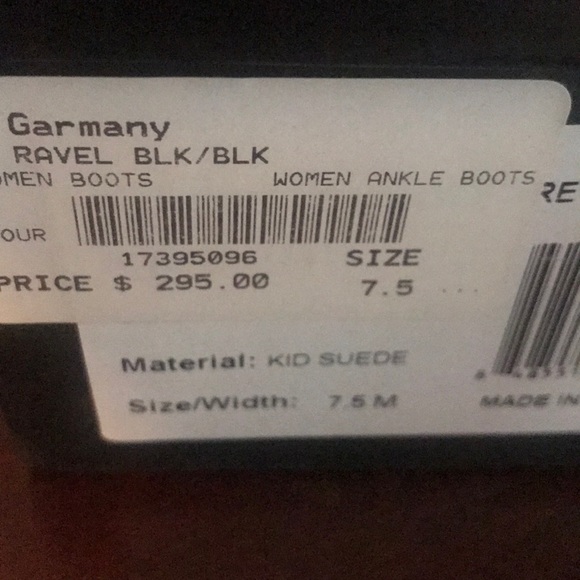 Garmany
RAVEL BLK/BLK
OMEN BOOTS WOMEN ANKLE BOOTS
RE
OUR
17395096 SIZE
PRICE $ 295.00 7.5 ...
Material: KID SUEDE
Size/Width: 7.5 M MADE IN